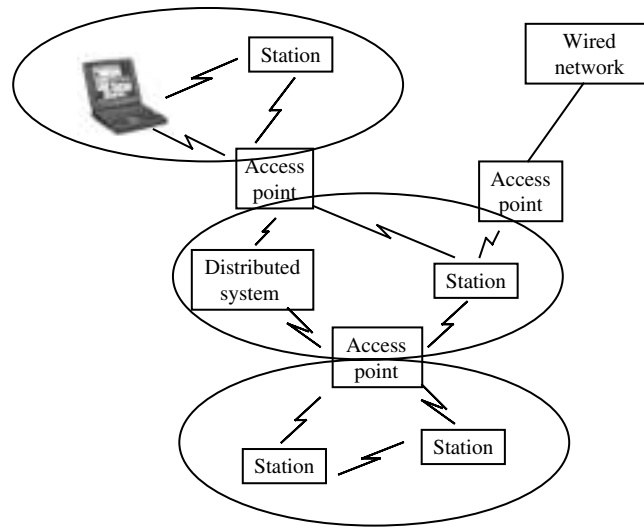 Station
Wired
network
Access
point
Access
point
Distributed
system
Station
Access
point
Station
Station